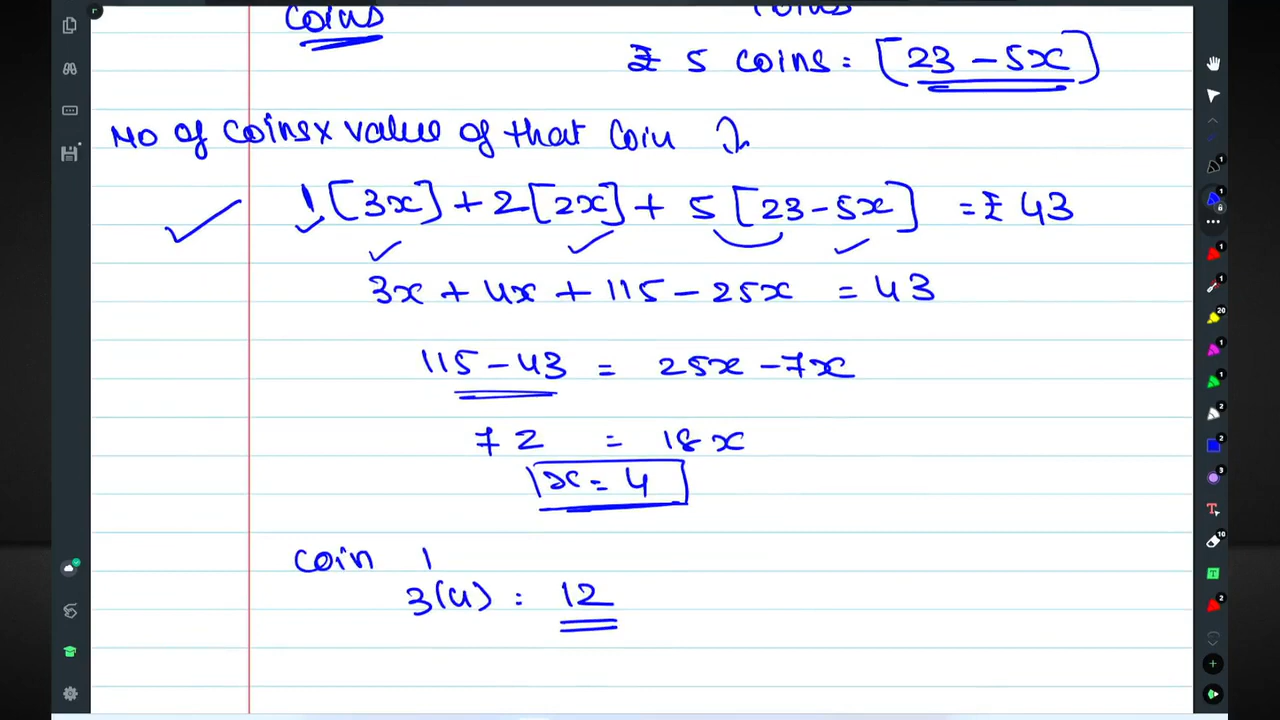 coins
₹ 5 coins: [23 - 5x]
No of coins x value of that coin
1[3x] + 2[2x] + 5[23 - 5x] = ₹ 43
3x + 4x + 115 - 25x = 43
115 - 43 = 25x - 7x
72 = 18x
x = 4
coin 1
3(4) = 12